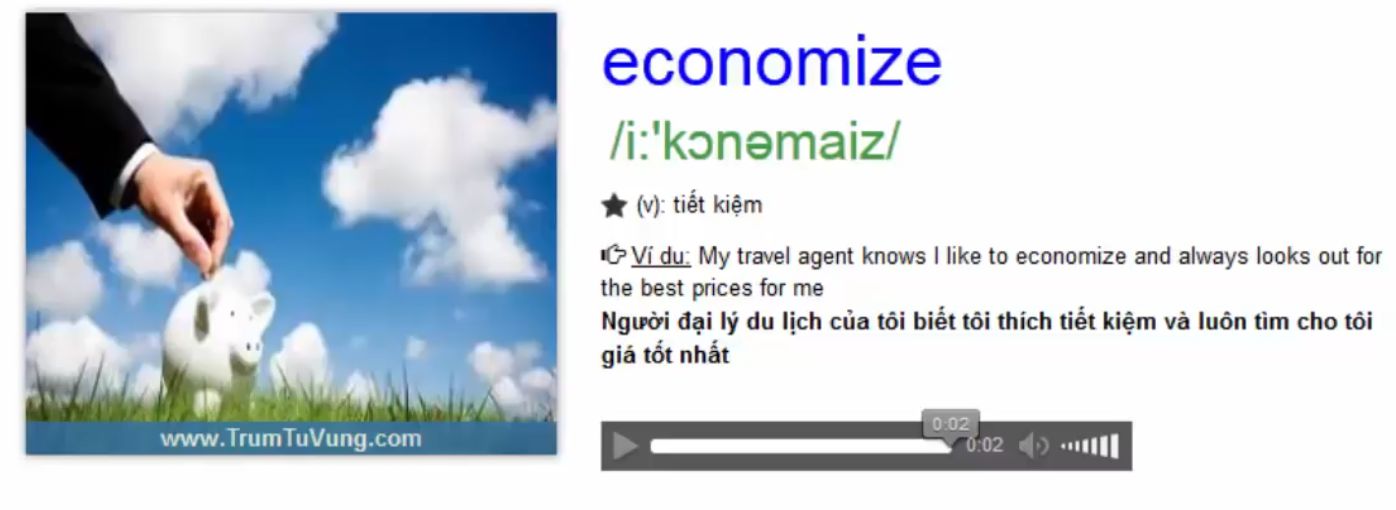 economize
/i:'kɔnəmaiz/
★ (v): tiết kiệm
Ví du: My travel agent knows I like to economize and always looks out for
the best prices for me
Người đại lý du lịch của tôi biết tôi thích tiết kiệm và luôn tìm cho tôi
giá tốt nhất
www.TrumTuVung.com
0:02
0:02